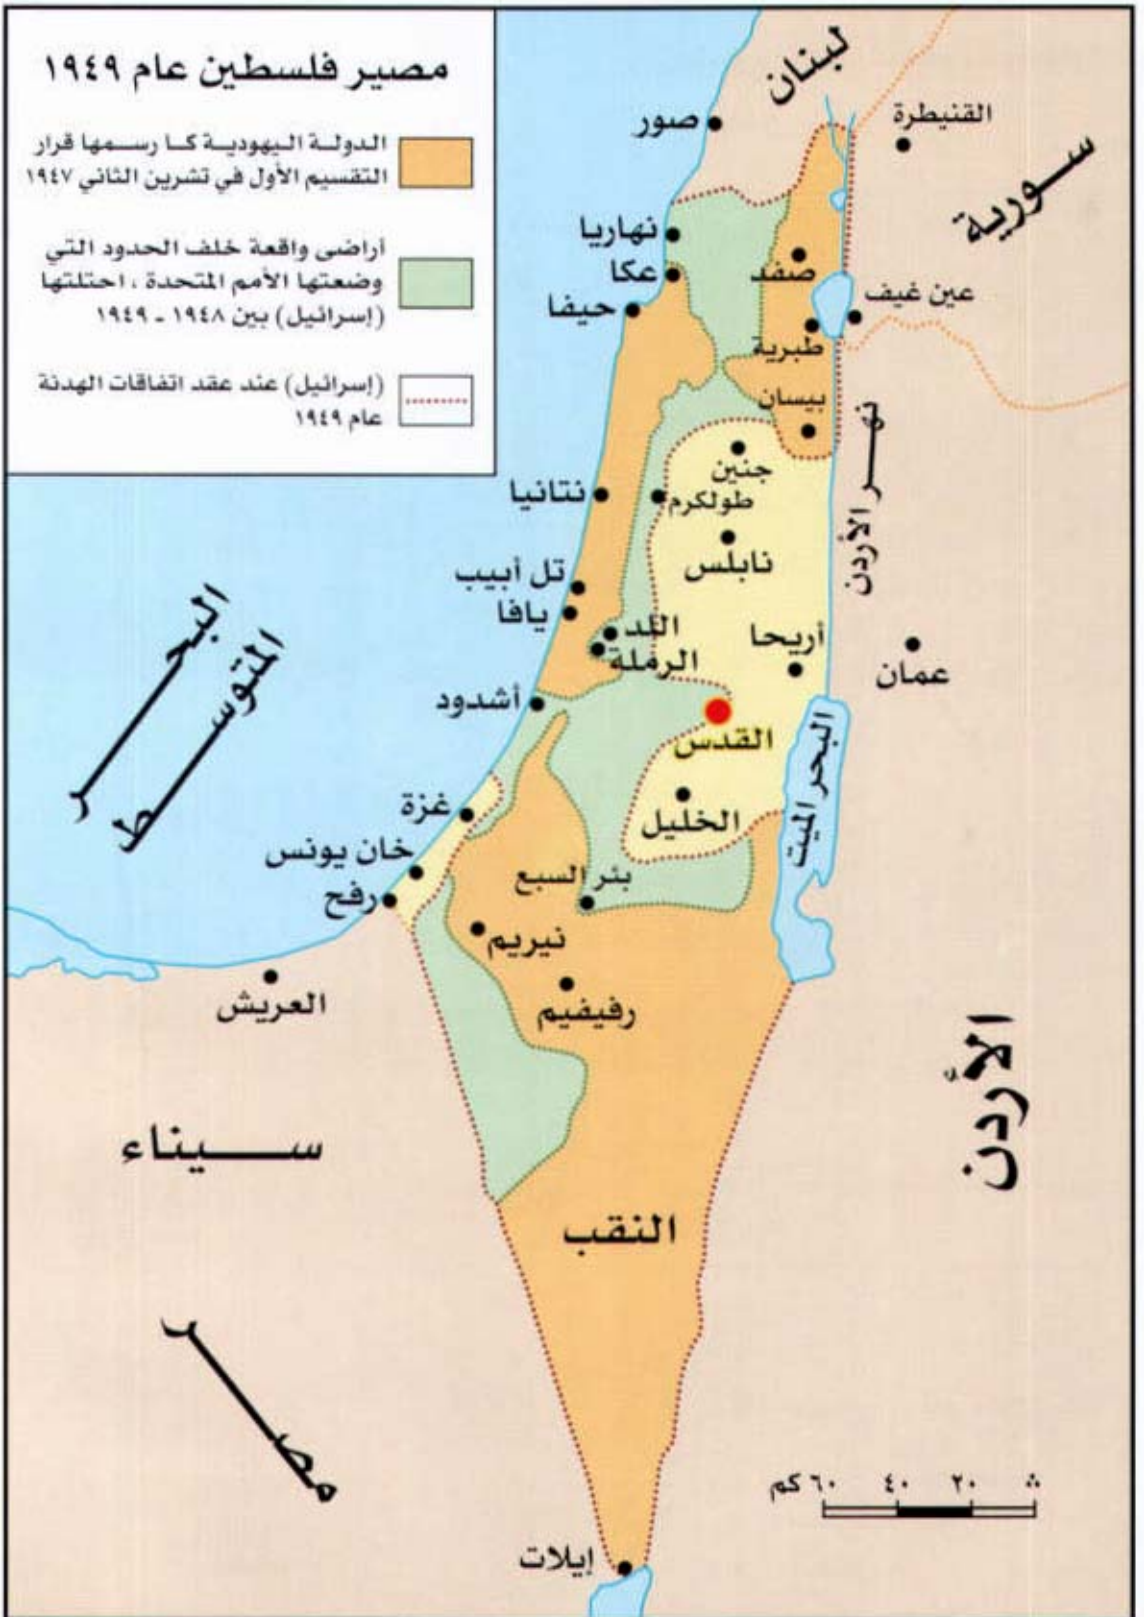 مصير فلسطين عام ١٩٤٩
الدولة اليهودية كما رسمها قرار
التقسيم الأول في تشرين الثاني ١٩٤٧
أراضى واقعة خلف الحدود التي
وضعتها الأمم المتحدة ، احتلتها
(إسرائيل) بين ١٩٤٨ - ١٩٤٩
(إسرائيل) عند عقد اتفاقات الهدنة
عام ١٩٤٩
لبنان
صور
القنيطرة
سورية
نهاريا
عكا
صفد
حيفا
عين غيف
طبرية
بيسان
نهر الأردن
جنين
نتانيا
طولكرم
نابلس
تل أبيب
يافا
اللد
الرملة
أريحا
عمان
البحر
المتوسط
أشدود
القدس
البحر الميت
غزة
الخليل
خان يونس
بئر السبع
رفح
نيريم
العريش
رفيفيم
الأردن
سيناء
النقب
مصر
٦٠ كم
٤٠
٢٠
إيلات